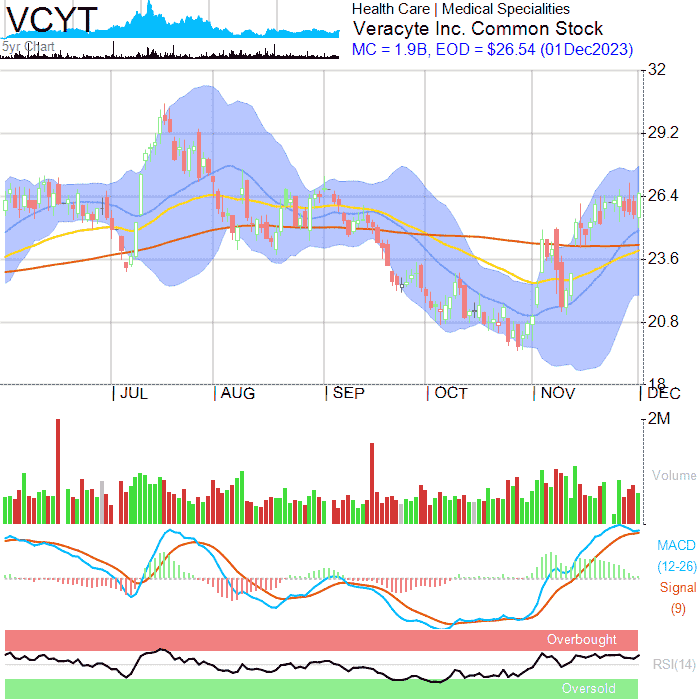 VCYT
Health Care | Medical Specialities
Veracyte Inc. Common Stock
5yr Chart
MC = 1.9B, EOD = $26.54 (01Dec2023)
32
29.2
26.4
23.6
20.8
18
JUL
AUG
SEP
OCT
NOV
DEC
2M
Volume
MACD
(12-26)
Signal
(9)
Overbought
RSI(14)
Oversold